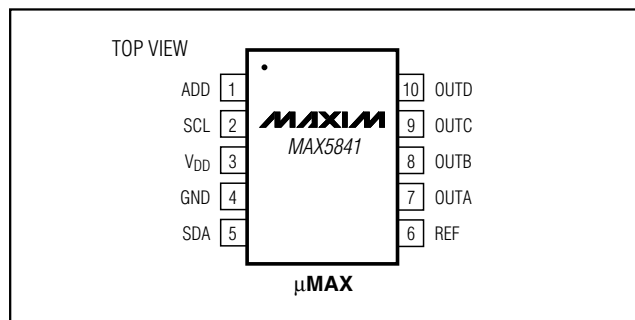 TOP VIEW
ADD 1
SCL 2
VDD 3
GND 4
SDA 5
MAXIM
MAX5841
10 OUTD
9 OUTC
8 OUTB
7 OUTA
6 REF
µMAX